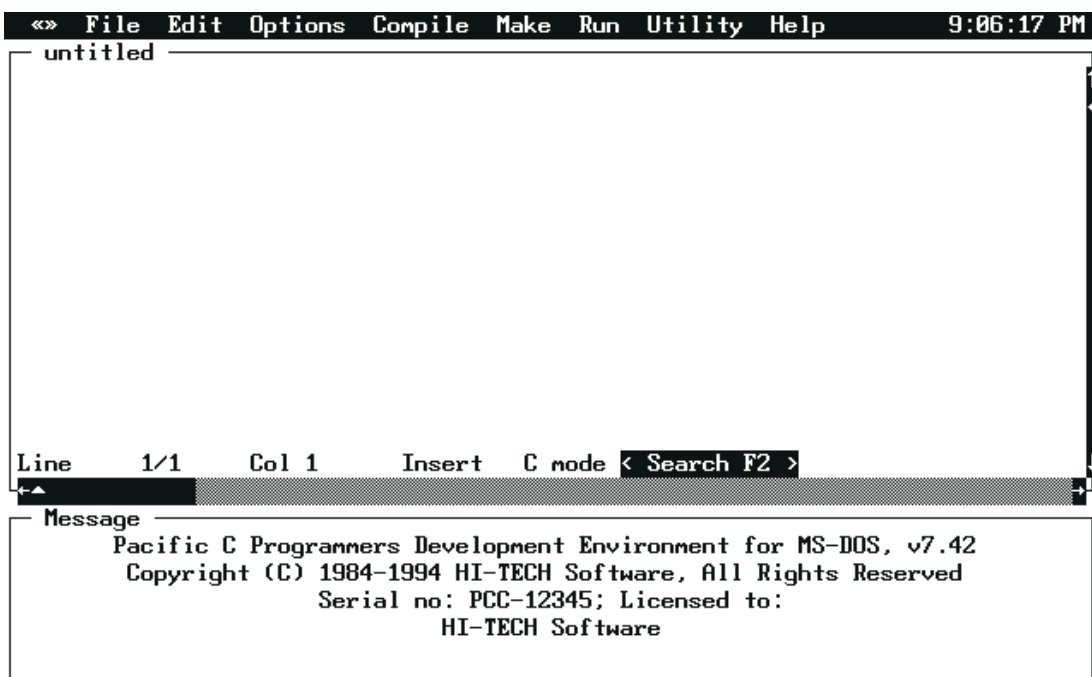 «» File Edit Options Compile Make Run Utility Help 9:06:17 PM
untitled
Line 1/1 Col 1 Insert C mode < Search F2 >
Message
Pacific C Programmers Development Environment for MS-DOS, v7.42
Copyright (C) 1984-1994 HI-TECH Software, All Rights Reserved
Serial no: PCC-12345; Licensed to:
HI-TECH Software